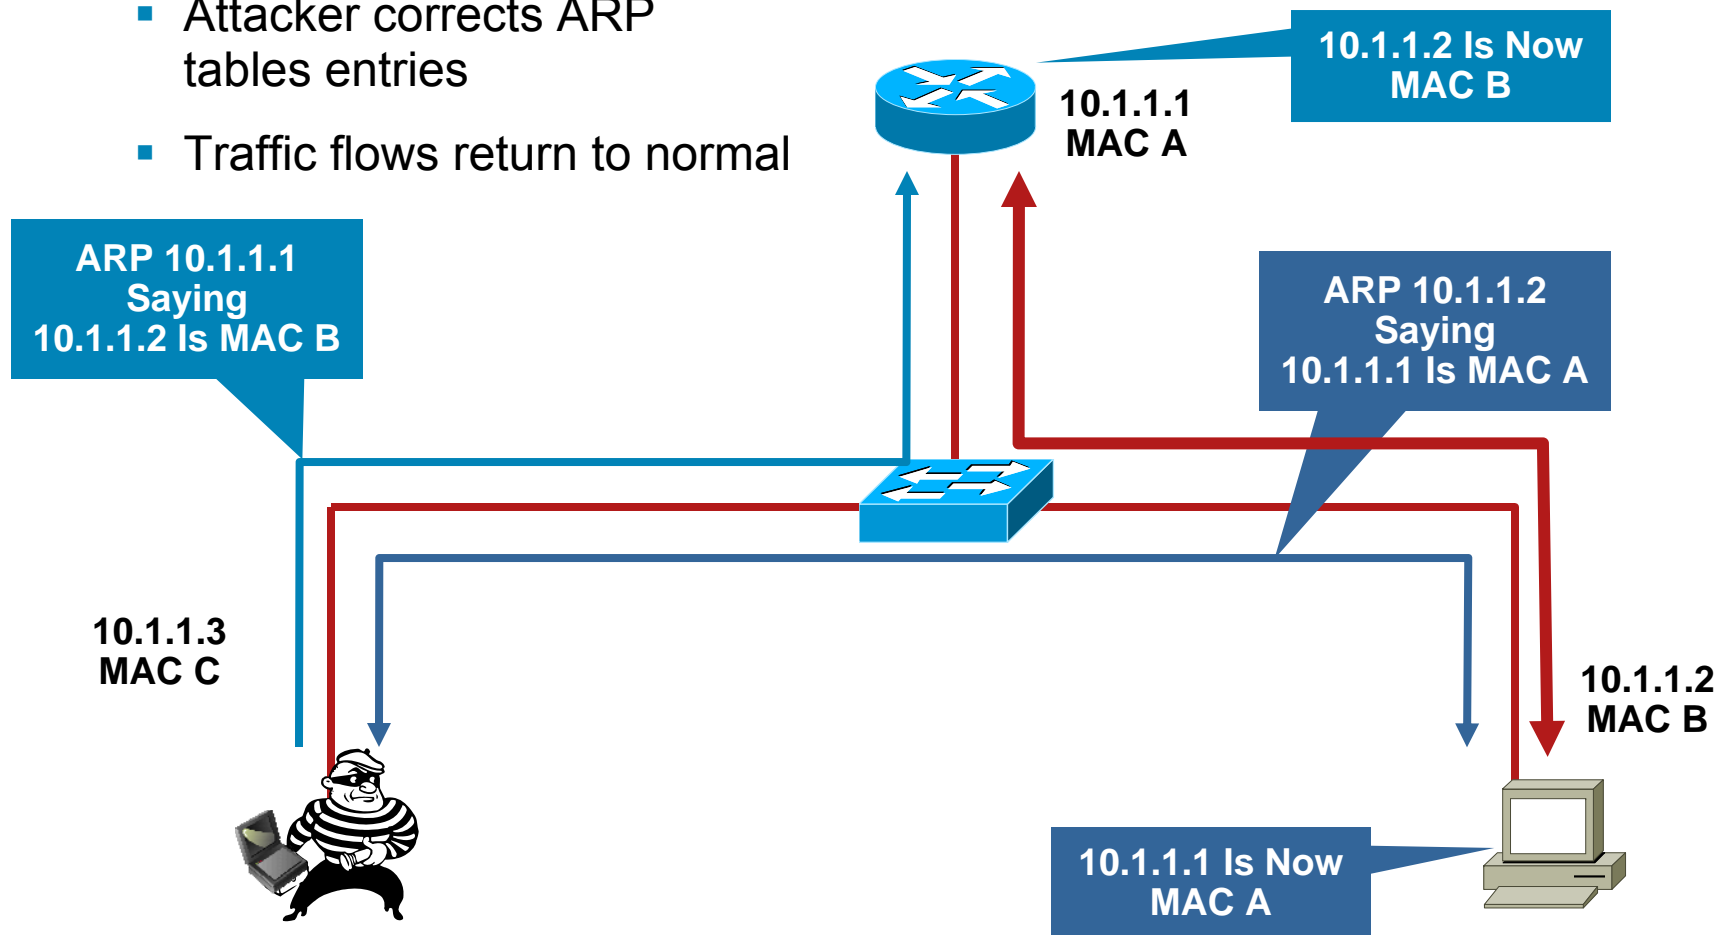 Attacker corrects ARP
tables entries
Traffic flows return to normal
10.1.1.2 Is Now
MAC B
10.1.1.1
MAC A
ARP 10.1.1.1
Saying
10.1.1.2 Is MAC B
ARP 10.1.1.2
Saying
10.1.1.1 Is MAC A
10.1.1.3
MAC C
10.1.1.2
MAC B
10.1.1.1 Is Now
MAC A